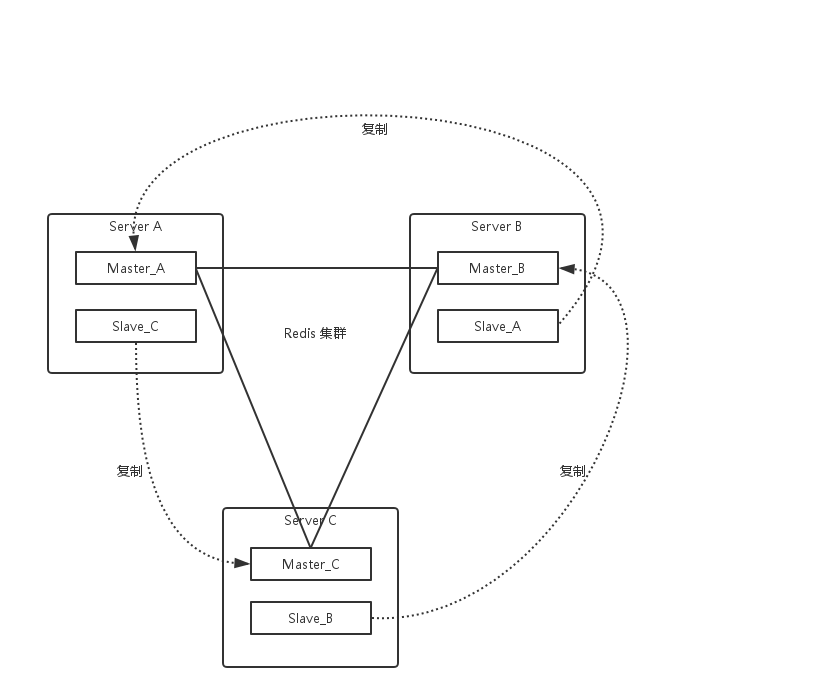 复制
Server A
Master_A
Slave_C
Server B
Master_B
Slave_A
Redis 集群
复制
复制
Server C
Master_C
Slave_B